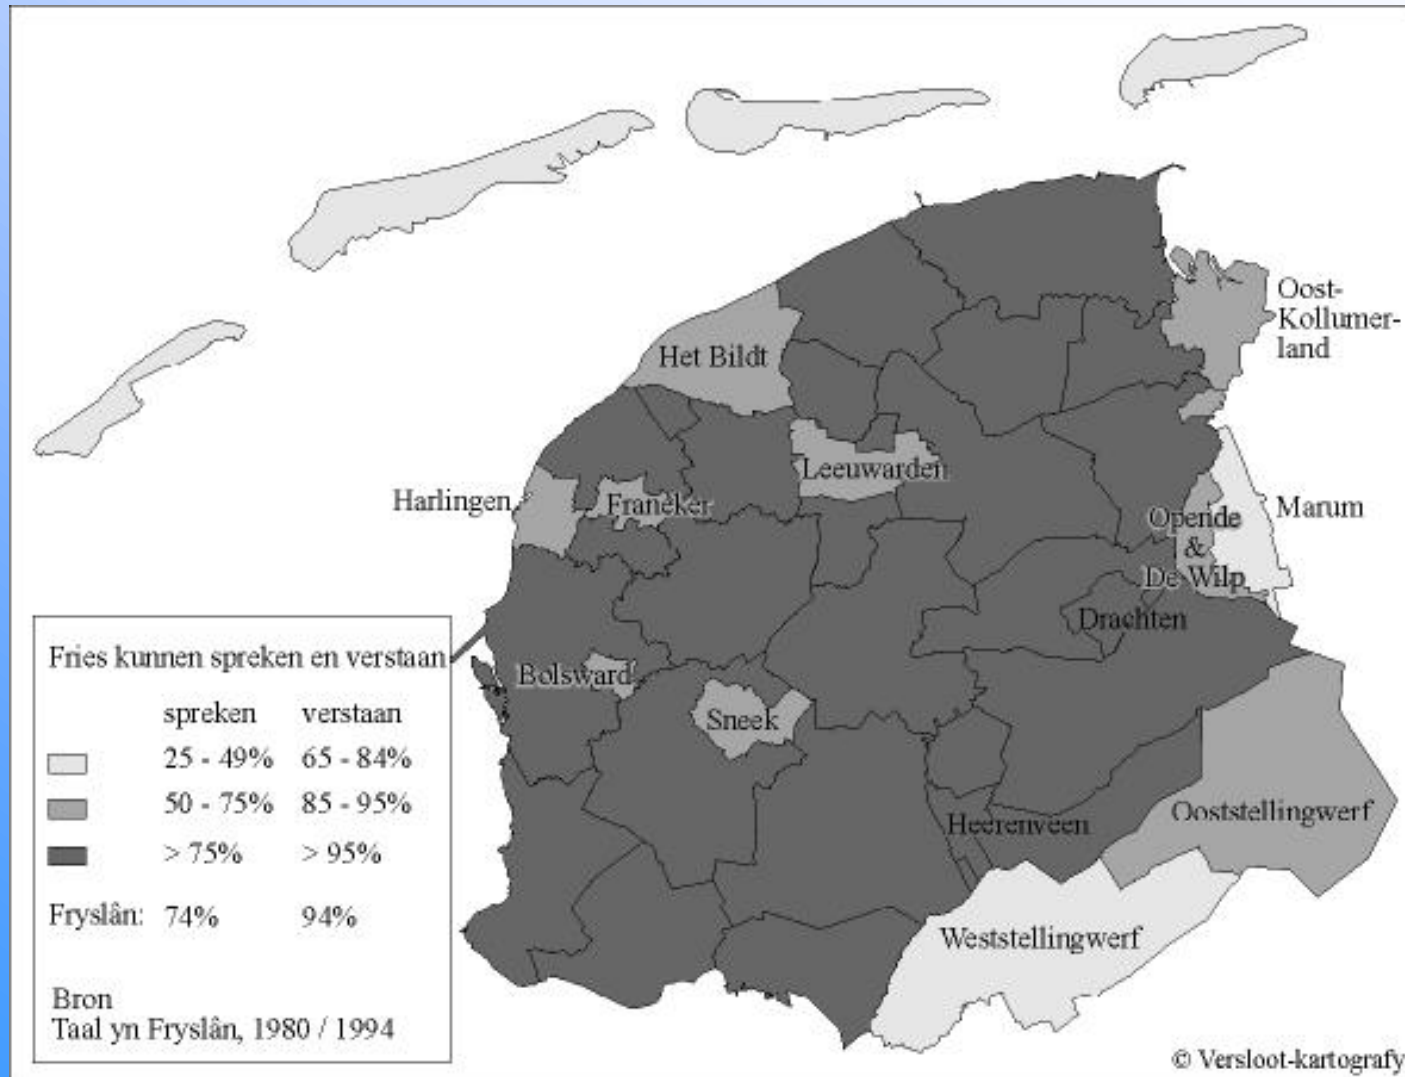 Oost-
Kollumer-
land
Het Bildt
Leeuwarden
Harlingen
Franeker
Marum
Opende
&
De Wilp
Drachten
Bolsward
Sneek
Heerenveen
Ooststellingwerf
Weststellingwerf
Fries kunnen spreken en verstaan
spreken verstaan
25 - 49% 65 - 84%
50 - 75% 85 - 95%
> 75% > 95%
Fryslân: 74% 94%
Bron
Taal yn Fryslân, 1980 / 1994
© Versloot-kartografy